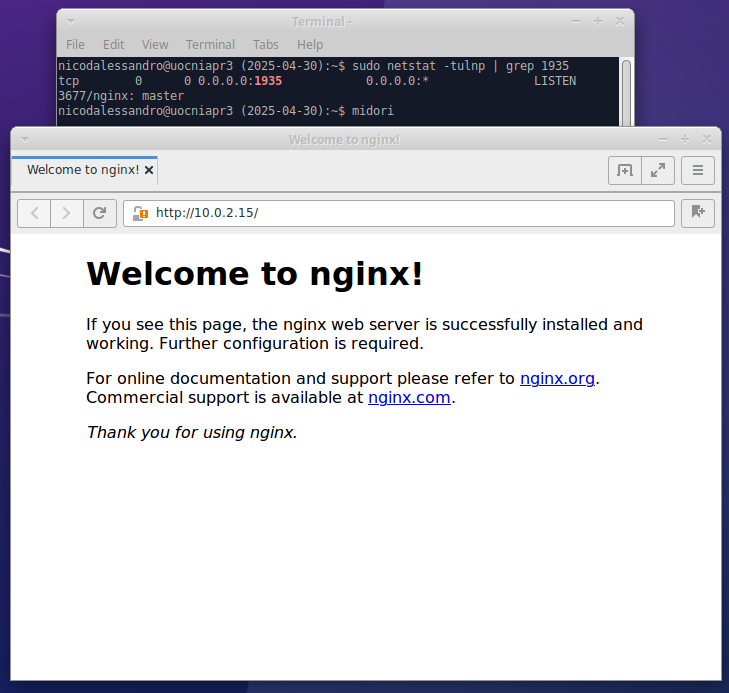 Terminal -
File Edit View Terminal Tabs Help
nicodalessandro@uocniapr3 (2025-04-30):~$ sudo netstat -tulnp | grep 1935
tcp        0      0 0.0.0.0:1935            0.0.0.0:*               LISTEN
3677/nginx: master
nicodalessandro@uocniapr3 (2025-04-30):~$ midori
Welcome to nginx!
Welcome to nginx!
http://10.0.2.15/
Welcome to nginx!
If you see this page, the nginx web server is successfully installed and
working. Further configuration is required.
For online documentation and support please refer to nginx.org.
Commercial support is available at nginx.com.
Thank you for using nginx.